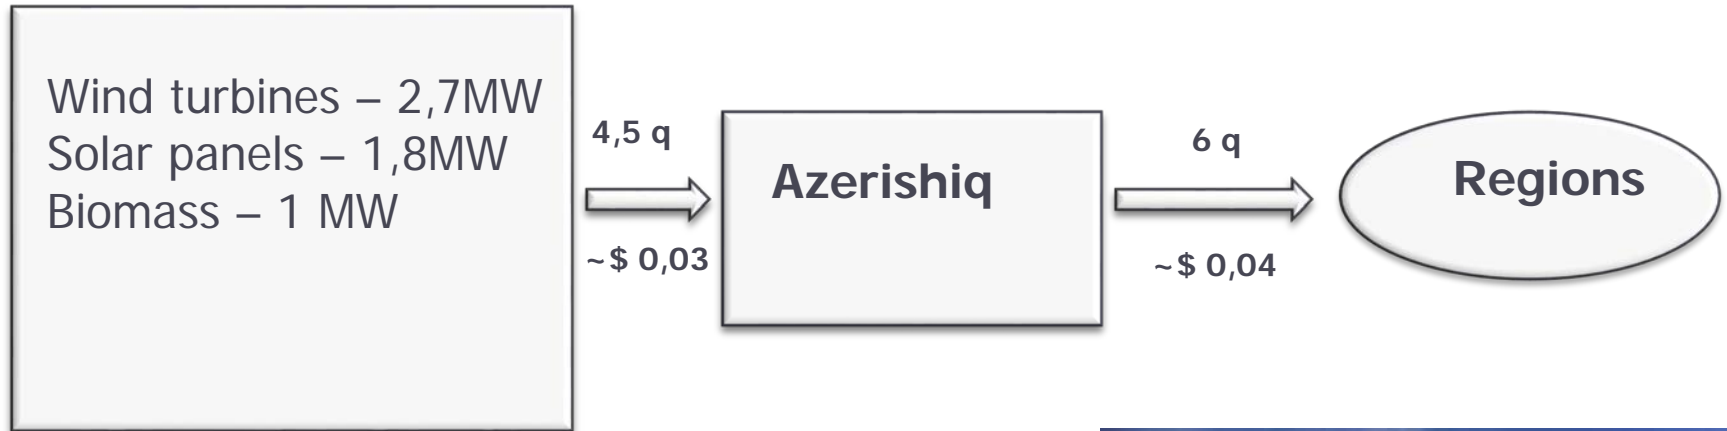 Wind turbines – 2,7MW
Solar panels – 1,8MW
Biomass – 1 MW
4,5 q
~$ 0,03
Azerishiq
6 q
~$ 0,04
Regions